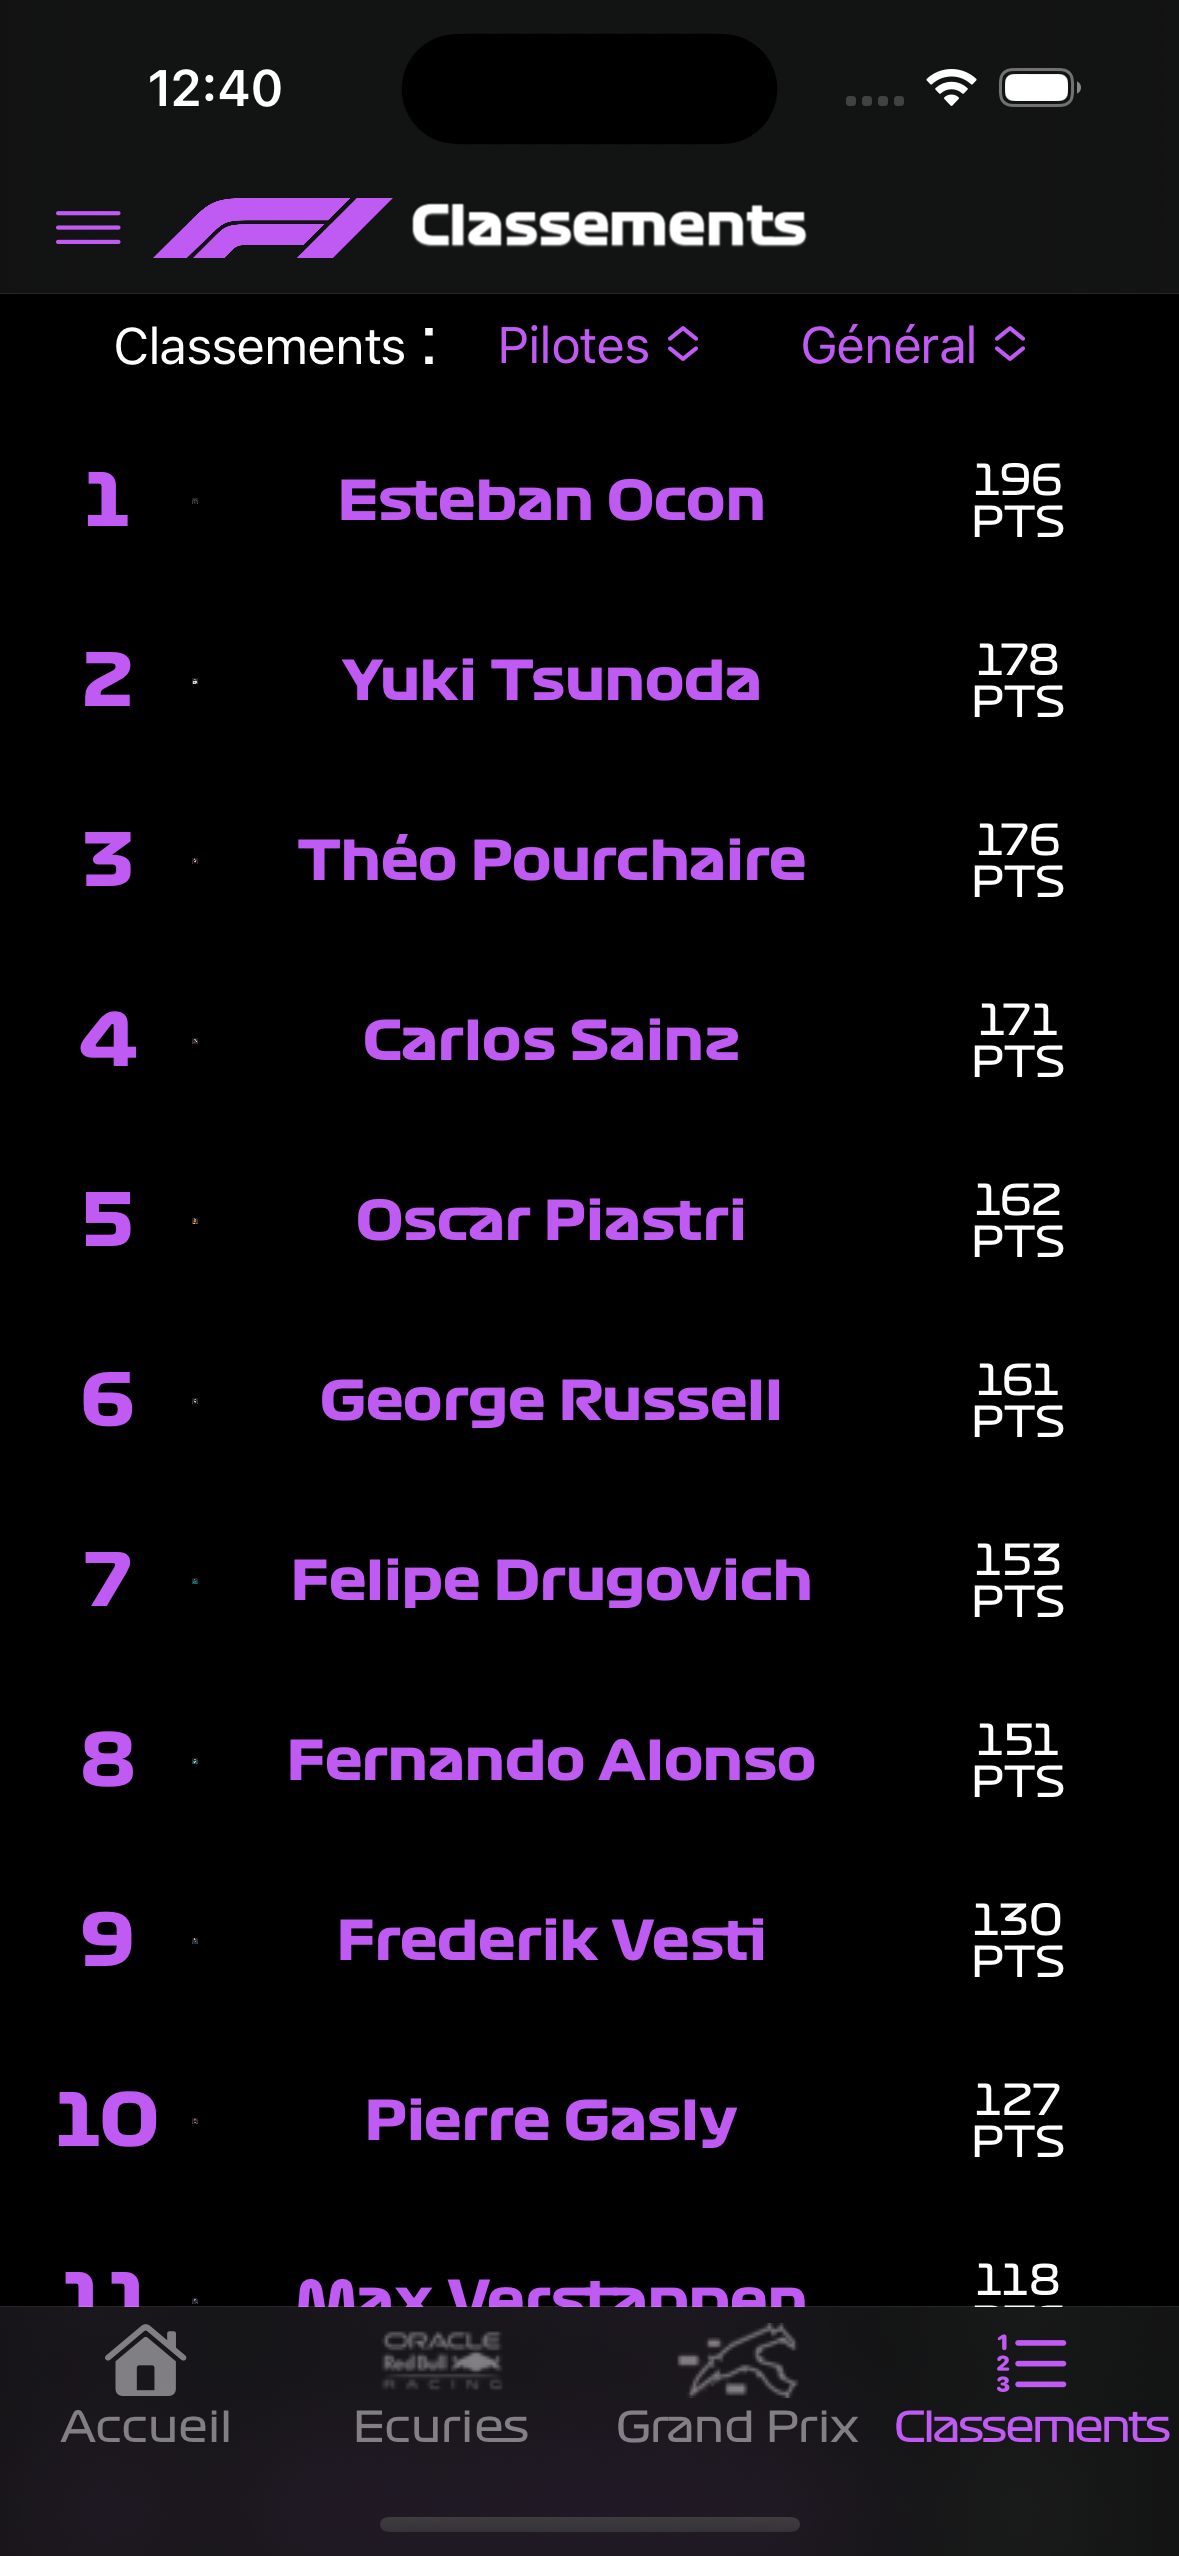 12:40
Classements
Classements : Pilotes Général
1 Esteban Ocon 196 PTS
2 Yuki Tsunoda 178 PTS
3 Théo Pourchaire 176 PTS
4 Carlos Sainz 171 PTS
5 Oscar Piastri 162 PTS
6 George Russell 161 PTS
7 Felipe Drugovich 153 PTS
8 Fernando Alonso 151 PTS
9 Frederik Vesti 130 PTS
10 Pierre Gasly 127 PTS
11 Max Verstappen 118 PTS
ORACLE
Red Bull
RACING
1
2
3
Accueil Ecuries Grand Prix Classements